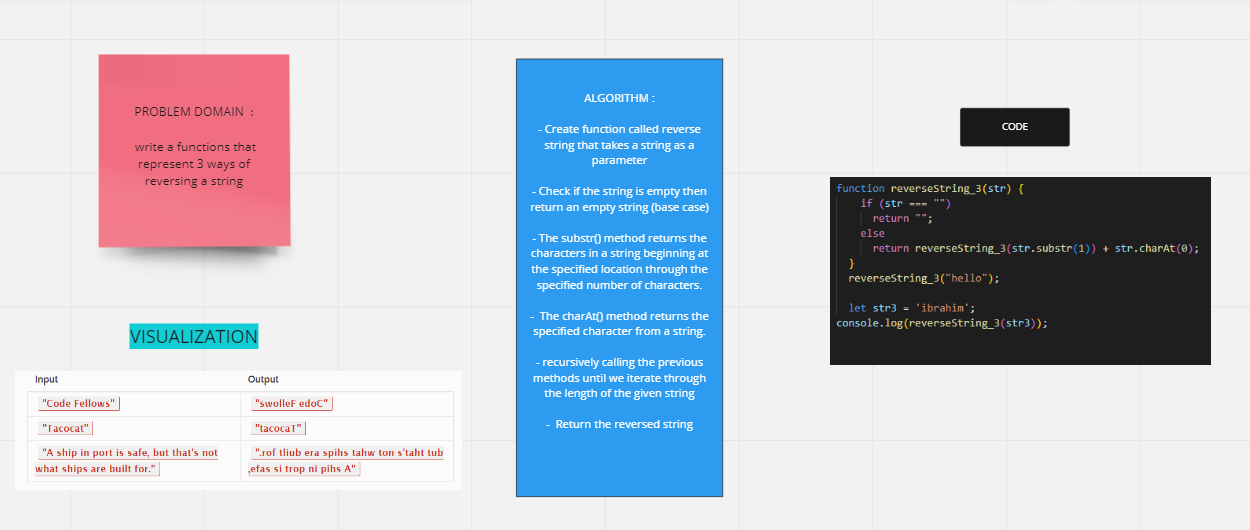 PROBLEM DOMAIN :
write a functions that
represent 3 ways of
reversing a string
VISUALIZATION
Input Output
"Code Fellows" "swolleF edoC"
"Tacocat" "tacocaT"
"A ship in port is safe, but that's not ".rof tliub era spihs tahw ton s'taht tub
what ships are built for." ,efas si trop ni pihs A"
ALGORITHM :
- Create function called reverse
string that takes a string as a
parameter
- Check if the string is empty then
return an empty string (base case)
- The substr() method returns the
characters in a string beginning at
the specified location through the
specified number of characters.
- The charAt() method returns the
specified character from a string.
- recursively calling the previous
methods until we iterate through
the length of the given string
- Return the reversed string
CODE
function reverseString_3(str) {
if (str === "")
return "";
else
return reverseString_3(str.substr(1)) + str.charAt(0);
}
reverseString_3("hello");
let str3 = 'ibrahim';
console.log(reverseString_3(str3));